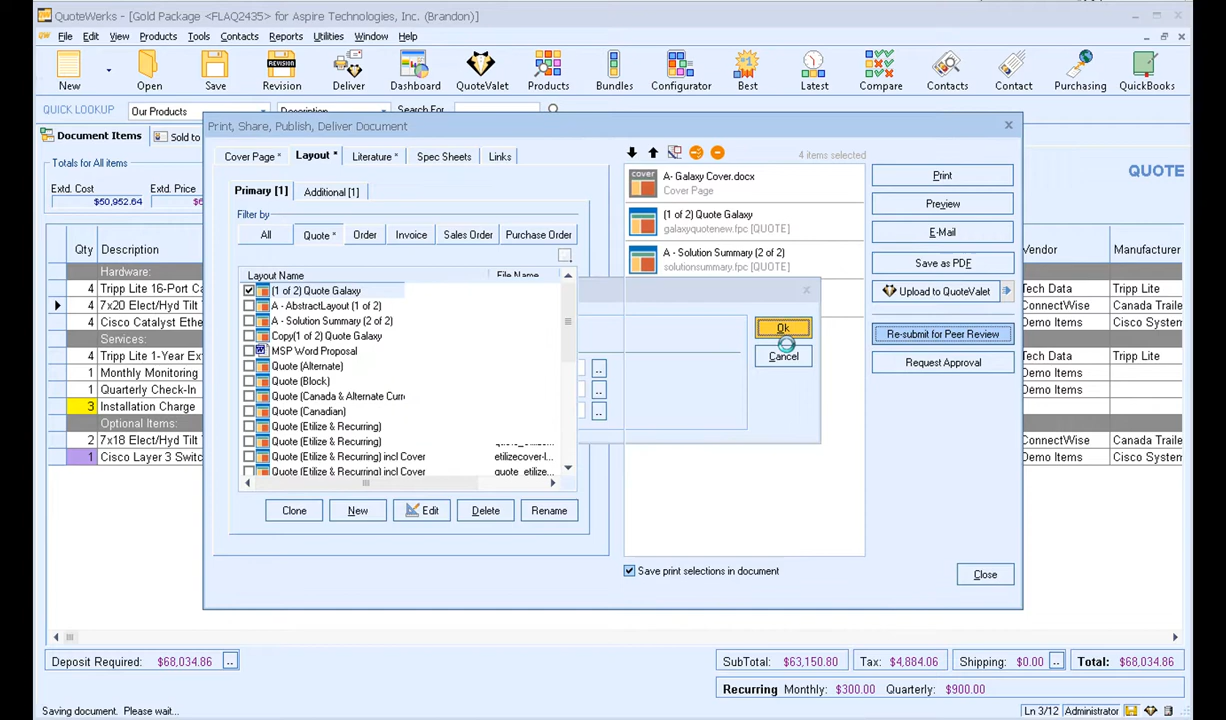 QuoteWerks - [Gold Package <FLAQ2435> for Aspire Technologies, Inc. (Brandon)]
File Edit View Products Tools Contacts Reports Utilities Window Help
New Open Save Revision Deliver Dashboard QuoteValet Products Bundles Configurator Best Latest Compare Contacts Contact Purchasing QuickBooks
QUICK LOOKUP Our Products Description Search For
Document Items Sold to
Totals for All items
Extd. Cost Extd. Price
$50,952.64
QUOTE
Print, Share, Publish, Deliver Document
Cover Page * Layout * Literature * Spec Sheets Links
Primary [1] Additional [1]
Filter by
All Quote * Order Invoice Sales Order Purchase Order
Layout Name File Name
(1 of 2) Quote Galaxy
A - AbstractLayout (1 of 2)
A - Solution Summary (2 of 2)
Copy(1 of 2) Quote Galaxy
MSP Word Proposal
Quote (Alternate)
Quote (Block)
Quote (Canada & Alternate Curr
Quote (Canadian)
Quote (Etilize & Recurring)
Quote (Etilize & Recurring)
Quote (Etilize & Recurring) incl Cover etilizecover-l...
Quote (Etilize & Recurring) incl Cover quote_etilize...
Clone New Edit Delete Rename
4 items selected
A- Galaxy Cover.docx
Cover Page
(1 of 2) Quote Galaxy
galaxyquotenew.fpc [QUOTE]
A - Solution Summary (2 of 2)
solutionsummary.fpc [QUOTE]
Ok
Cancel
Save print selections in document
Print
Preview
E-Mail
Save as PDF
Upload to QuoteValet
Re-submit for Peer Review
Request Approval
Close
Qty Description
Hardware:
4 Tripp Lite 16-Port Ca
4 7x20 Elect/Hyd Tilt
4 Cisco Catalyst Ethe
Services:
4 Tripp Lite 1-Year Ext
1 Monthly Monitoring
1 Quarterly Check-In
3 Installation Charge
Optional Items:
2 7x18 Elect/Hyd Tilt
1 Cisco Layer 3 Switc
Vendor Manufacturer
Tech Data Tripp Lite
ConnectWise Canada Traile
Demo Items Cisco System
Tech Data Tripp Lite
Demo Items
Demo Items
Demo Items
ConnectWise Canada Traile
Demo Items Cisco System
Deposit Required: $68,034.86 SubTotal: $63,150.80 Tax: $4,884.06 Shipping: $0.00 Total: $68,034.86
Recurring Monthly: $300.00 Quarterly: $900.00
Saving document. Please wait... Ln 3/12 Administrator